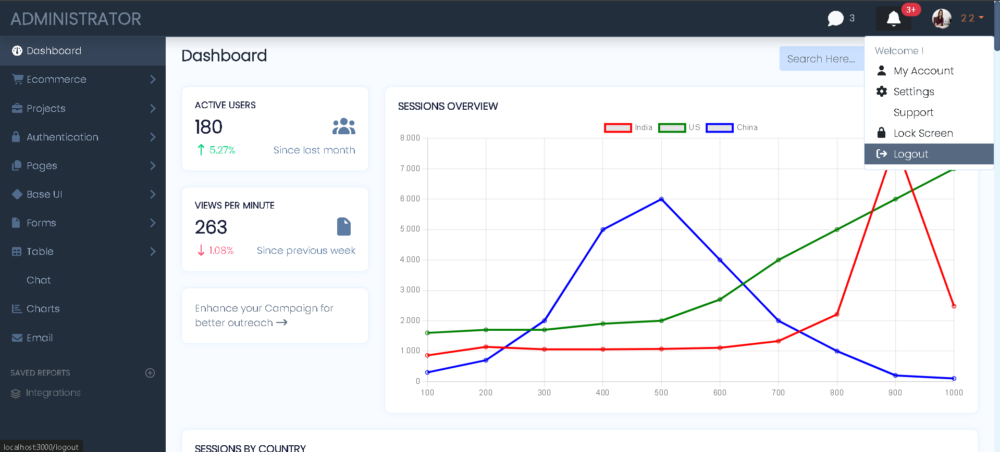 ADMINISTRATOR
3
3+
2 2
Dashboard
Ecommerce
Projects
Authentication
Pages
Base UI
Forms
Table
Chat
Charts
Email
SAVED REPORTS
Integrations
localhost:3000/logout
Dashboard
Search Here...
Welcome !
My Account
Settings
Support
Lock Screen
Logout
ACTIVE USERS
180
5.27% Since last month
VIEWS PER MINUTE
263
1.08% Since previous week
Enhance your Campaign for
better outreach
SESSIONS OVERVIEW
India US China
8.000
7.000
6.000
5.000
4.000
3.000
2.000
1.000
0
100 200 300 400 500 600 700 800 900 1000
SESSIONS BY COUNTRY